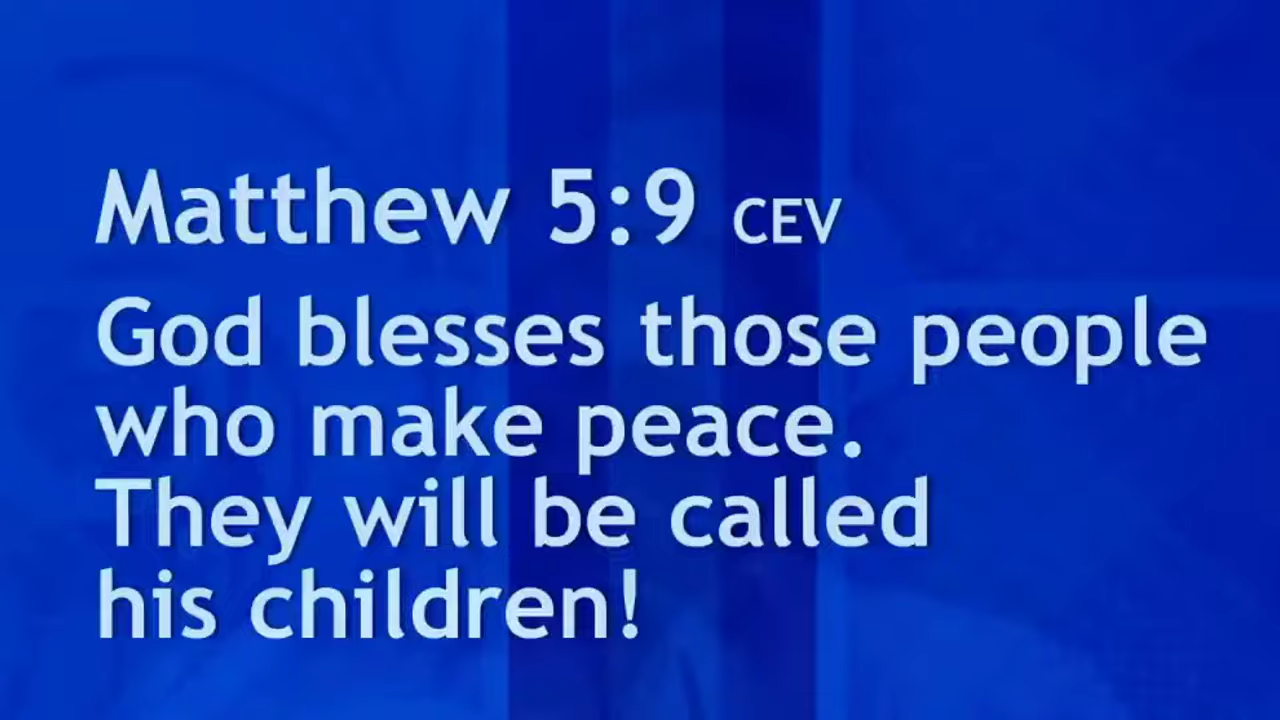 Matthew 5:9 CEV
God blesses those people
who make peace.
They will be called
his children!